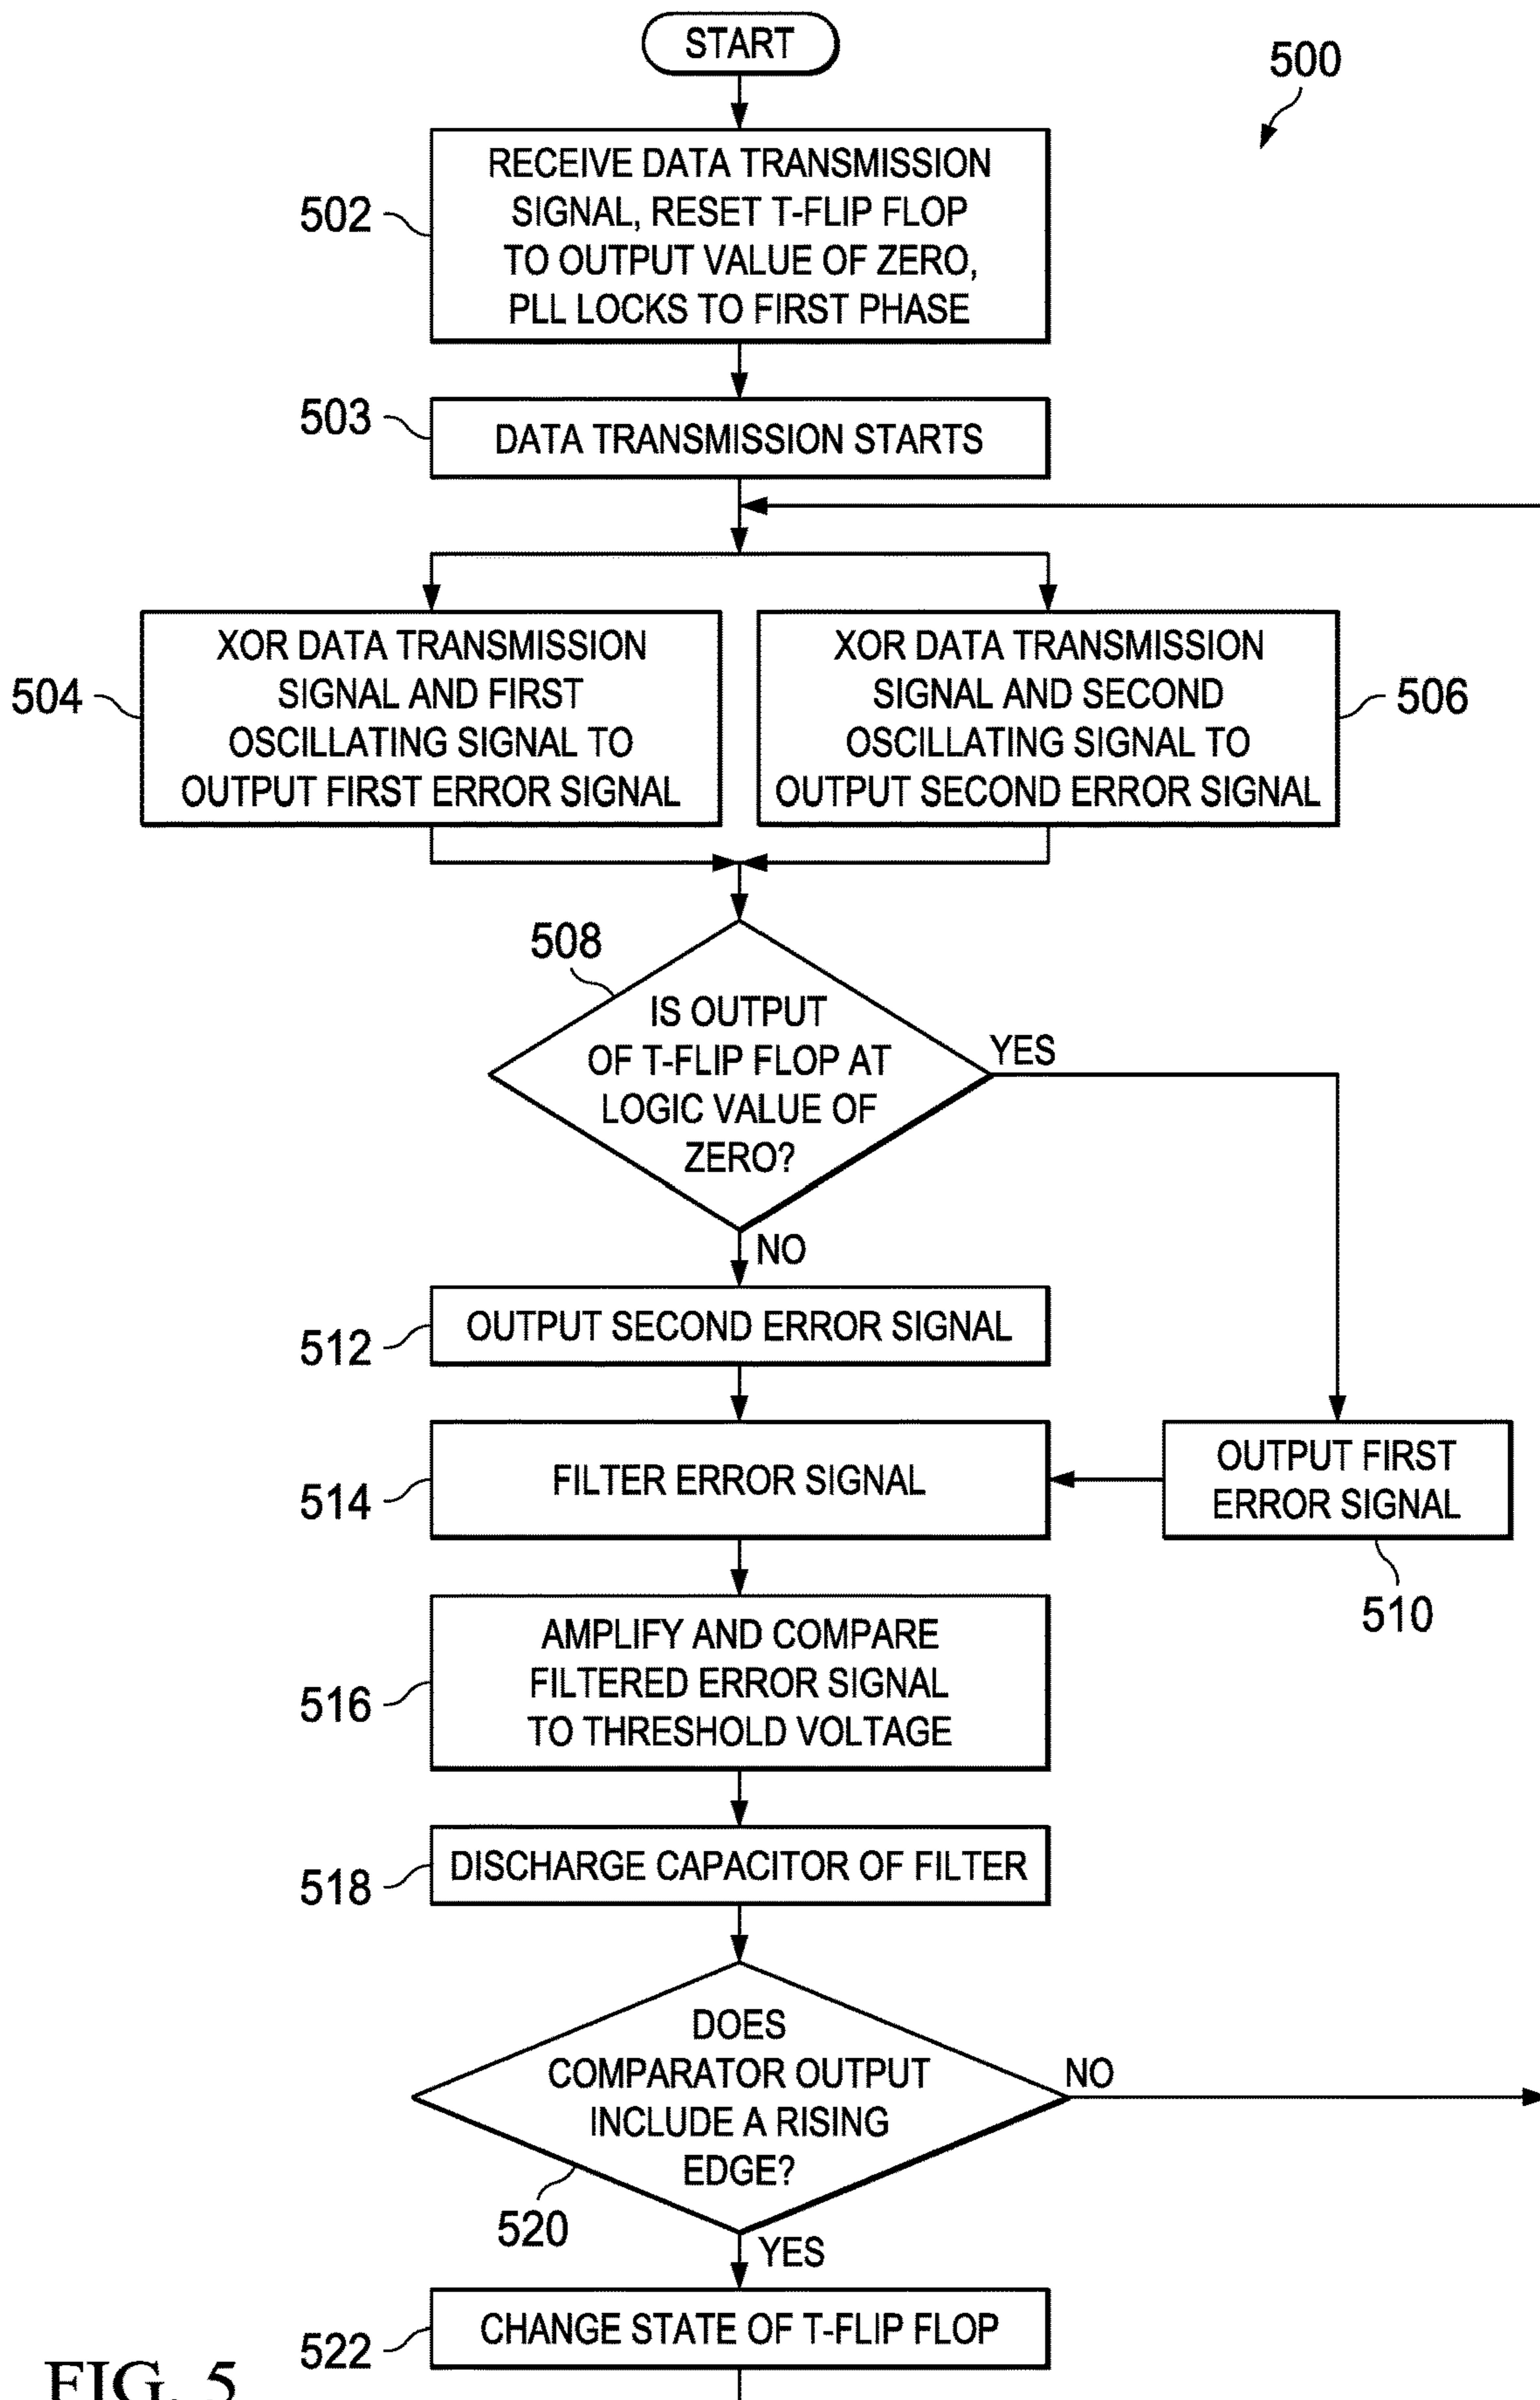 START
500
502
RECEIVE DATA TRANSMISSION
SIGNAL, RESET T-FLIP FLOP
TO OUTPUT VALUE OF ZERO,
PLL LOCKS TO FIRST PHASE
503
DATA TRANSMISSION STARTS
504
XOR DATA TRANSMISSION
SIGNAL AND FIRST
OSCILLATING SIGNAL TO
OUTPUT FIRST ERROR SIGNAL
XOR DATA TRANSMISSION
SIGNAL AND SECOND
OSCILLATING SIGNAL TO
OUTPUT SECOND ERROR SIGNAL
506
508
IS OUTPUT
OF T-FLIP FLOP AT
LOGIC VALUE OF
ZERO?
YES
NO
512
OUTPUT SECOND ERROR SIGNAL
514
FILTER ERROR SIGNAL
OUTPUT FIRST
ERROR SIGNAL
510
516
AMPLIFY AND COMPARE
FILTERED ERROR SIGNAL
TO THRESHOLD VOLTAGE
518
DISCHARGE CAPACITOR OF FILTER
DOES
COMPARATOR OUTPUT
INCLUDE A RISING
EDGE?
NO
520
YES
522
CHANGE STATE OF T-FLIP FLOP
FIG. 5